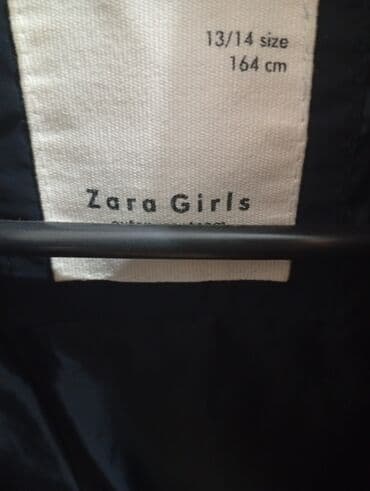 13/14 size
164 cm
Zara Girls